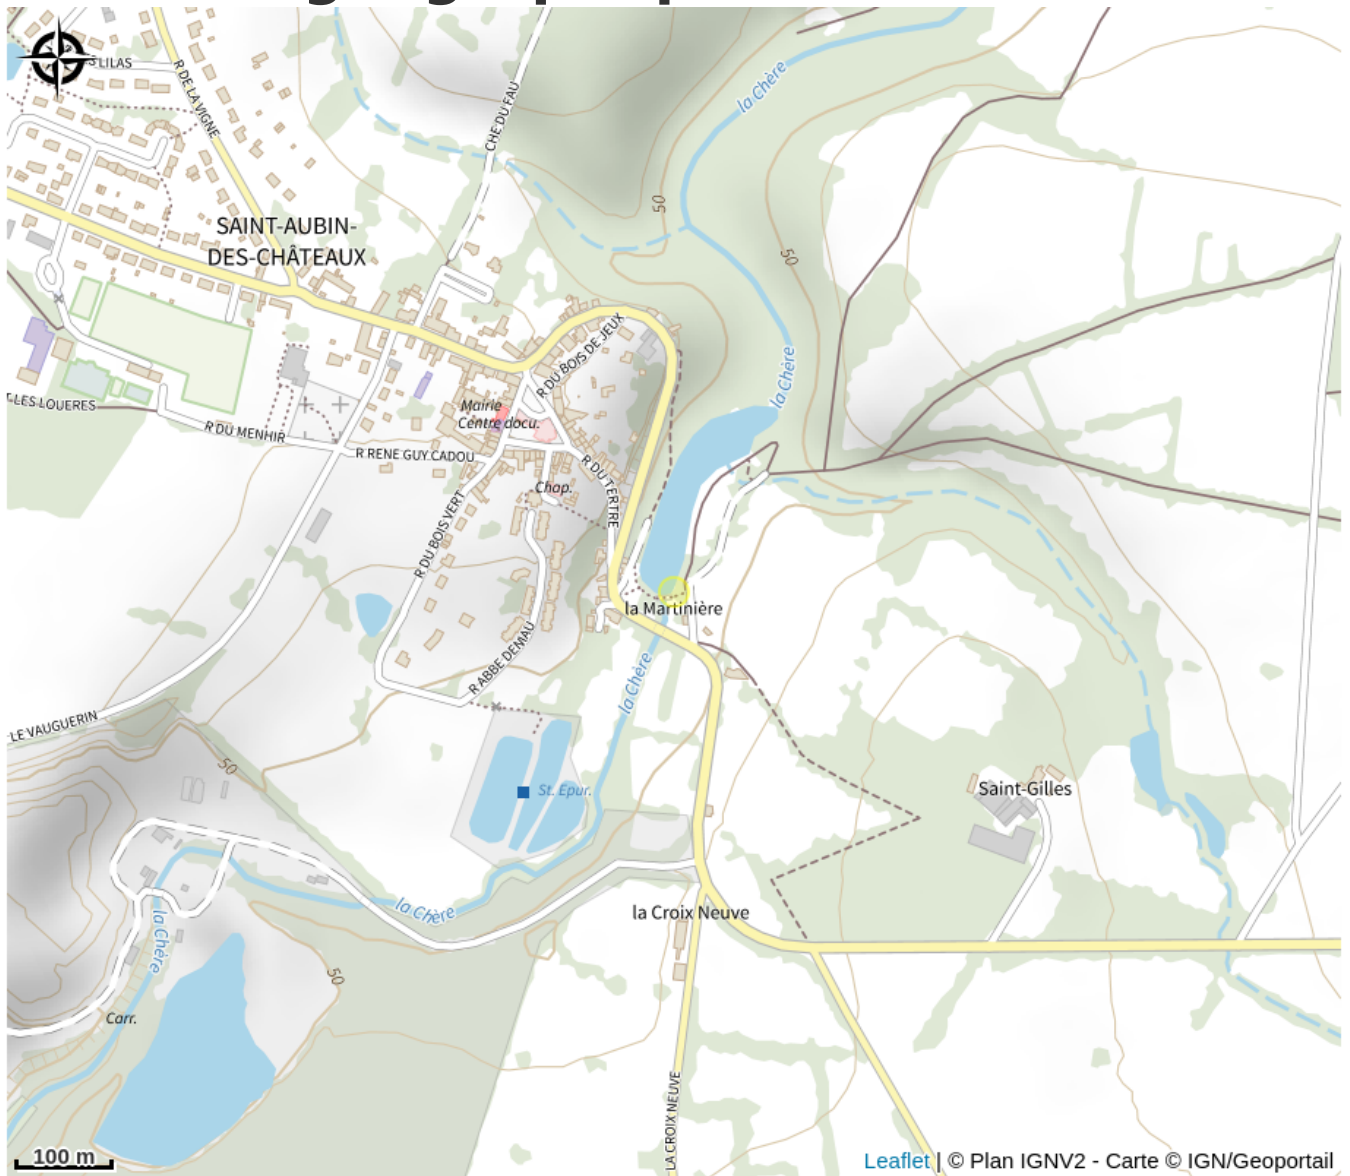 S LILAS
R DE LA VIGNE
CHE DU FAU
la Chère
50
SAINT-AUBIN-
DES-CHÂTEAUX
50
R DU BOIS DE JEUX
la Chère
LES LOUERES
Mairie
Centre docu.
R DU MENHIR
R RENE GUY CADOU
R DU TERTRE
Chap.
R DU BOIS VERT
la Martinière
R ABBE DEMAU
la Chère
LE VAUGUERIN
50
St. Epur.
Saint-Gilles
la Chère
la Croix Neuve
la Chère
50
Carr.
LA CROIX NEUVE
100 m
Leaflet | © Plan IGNV2 - Carte © IGN/Geoportail